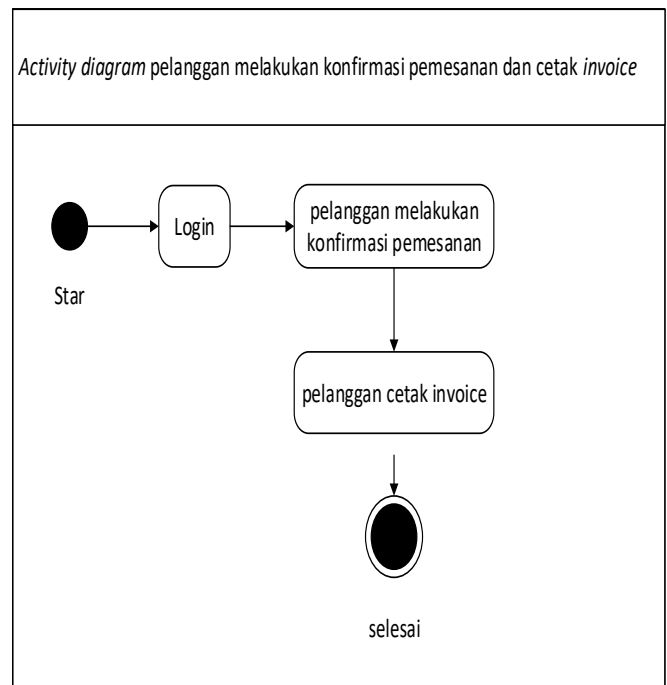 Activity diagram pelanggan melakukan konfirmasi pemesanan dan cetak invoice
Login
pelanggan melakukan
konfirmasi pemesanan
Star
pelanggan cetak invoice
selesai